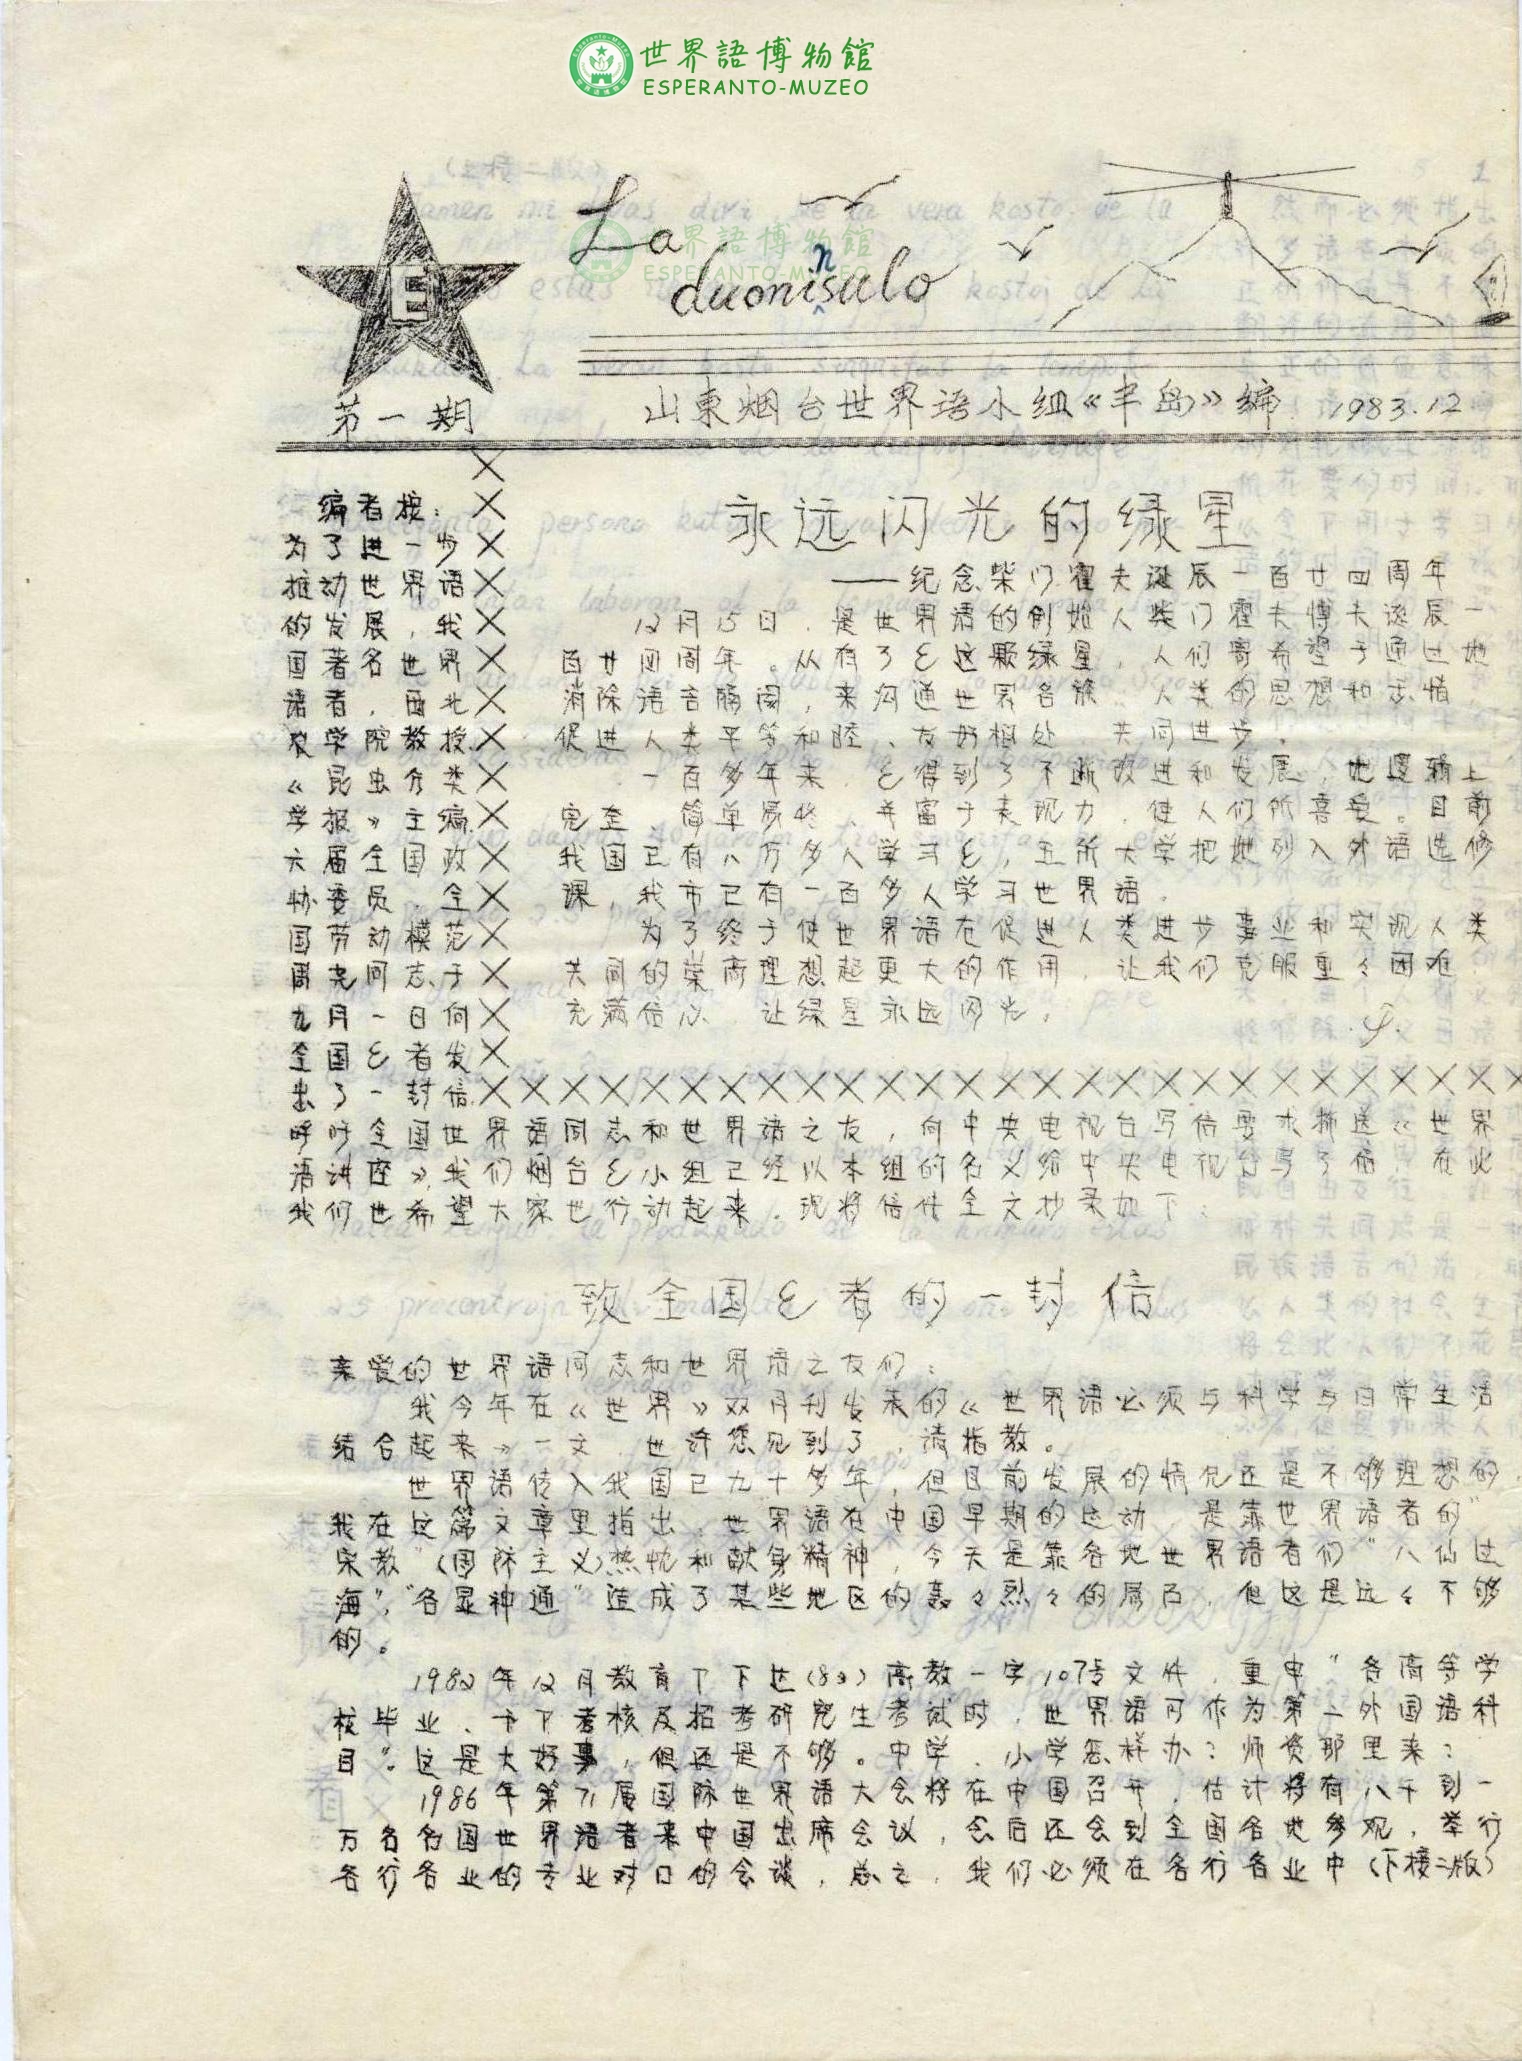 世界語博物館
ESPERANTO-MUZEO
La
duoninsulo
E
第一期
山東烟台世界语小组《半岛》编 1983.12
编者按：
为了进一步
推动世界语
的发展，我
国著名世界
语者，西北
农学院教授
《昆虫分类
学报》主编
六届全国政
协委员，全
国劳动模范
周尧同志于
九月一日向
全国ε者发
出了一封信
呼吁全国世界语同志和世界语之友，向中央电视台写信要求播送《世界
语讲座》，我们烟台ε小组已经以本组的名义给中央电视台写了信，在此
我们也希望大家也行动起来。现将信件全文抄录如下：
永远闪光的绿星
——纪念柴门霍夫诞辰一百廿四周年
12月15日，是世界语的创始人柴门霍夫博士诞辰一
百廿四周年。从有了ε这颗绿星，人们寄希望于通过她
消除语言隔阂，来沟通世界各族人类的思想和感情
促进人类平等和睦、友好相处、共同进步。
一百多年来，ε得到了不断改进和发展，她逻辑上
完整、简单易学、并富于表现力，使人们所喜爱。目前
我国已有八万多人学习ε，五所大学把她列入外语选修
课，我市已有一百多人学习世界语。
为了终于使世界语在促进人类进步事业和实现人类
共同的崇高理想起更大的作用，让我们克服重々困难
充满信心，让绿星永远闪光。
致全国ε者的一封信
亲爱的世界语同志和世界语之友们：
我今年在《世界》双月刊发表的《世界语必须与科学与日常生活
结合起来》一文，也许您见到了，请指教。
世界语传入我国已九十多年，但目前发展的情况还是不够理想的，
我在这篇文章里指出：世界语在中国早期的运动，是靠世界语者的“
宗教”（国际主义）热忱和献身精神，今天是靠各地世界语者们“八仙过
海”，“各显神通”造成了某些地区的轰々烈々的局面，但这是远々不够
的。
1982年12月教育部下达（82）高教一字107号文件，重申“各高等学
校毕业、干部考核及招考研究生考试时，世界语可作为第二外国语科
目”。这是大好事，但还是不够。中学、小学怎样办？师资那里来？
1986年第71届国际世界语大会将在中国召开，估计将有八千到一
万名各国世界语者来中国出席会议，会后还会到全国各地参观，举行
各行各业的专业对口的会谈，总之，我们必须在各行各业中（下接二版）